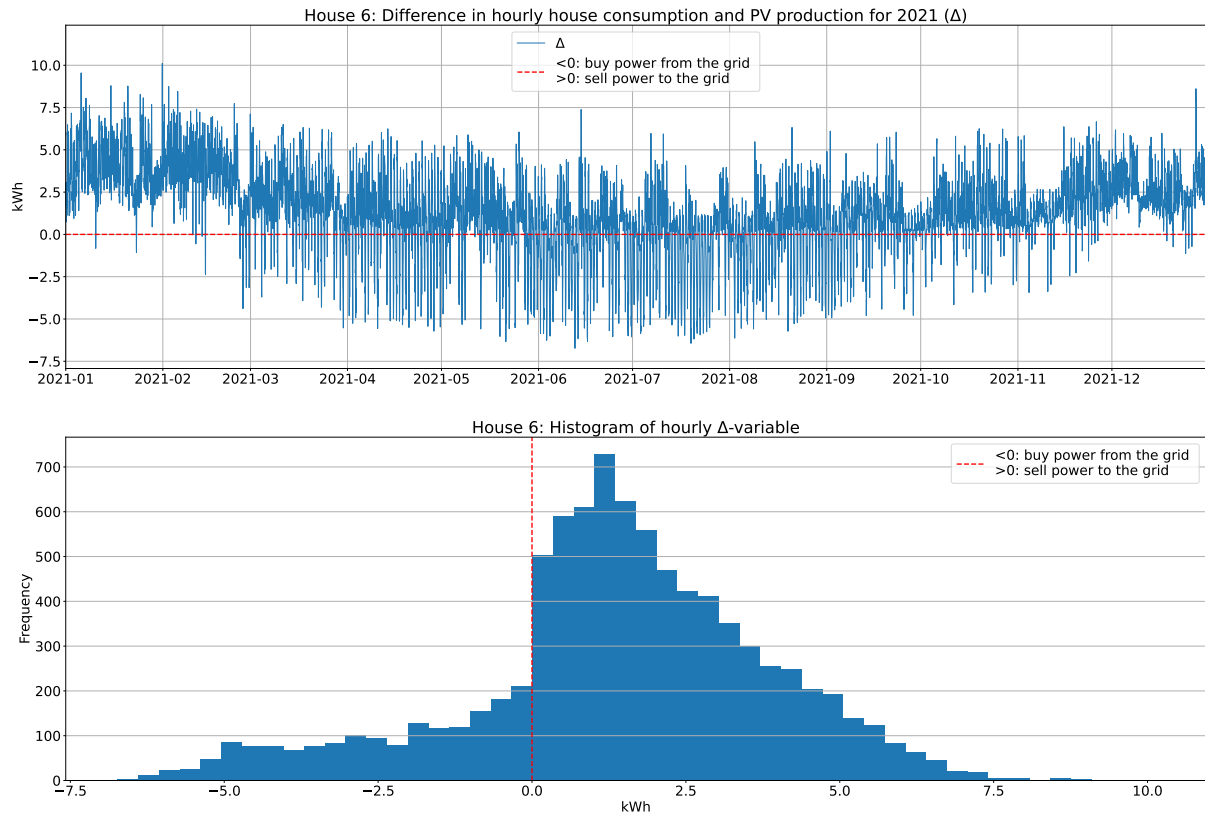 House 6: Difference in hourly house consumption and PV production for 2021 (Δ)
Δ
<0: buy power from the grid
>0: sell power to the grid
kWh
10.0
7.5
5.0
2.5
0.0
−2.5
−5.0
−7.5
2021-01 2021-02 2021-03 2021-04 2021-05 2021-06 2021-07 2021-08 2021-09 2021-10 2021-11 2021-12
House 6: Histogram of hourly Δ-variable
<0: buy power from the grid
>0: sell power to the grid
Frequency
700
600
500
400
300
200
100
0
−7.5 −5.0 −2.5 0.0 2.5 5.0 7.5 10.0
kWh